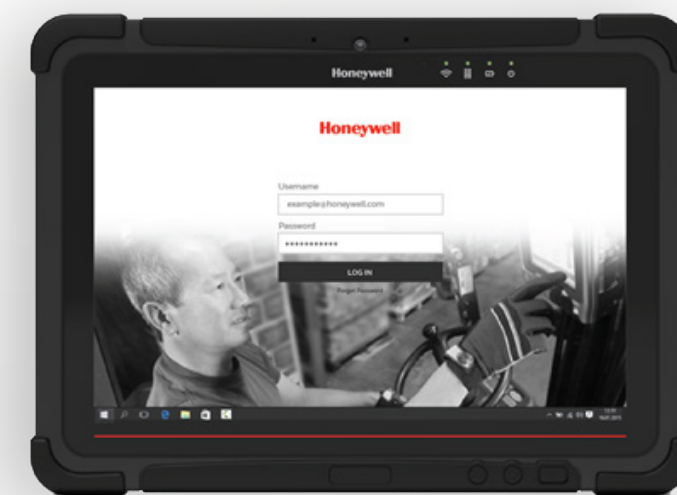 Honeywell
Honeywell
Username
example@honeywell.com
Password
***********
LOG IN
Forgot Password